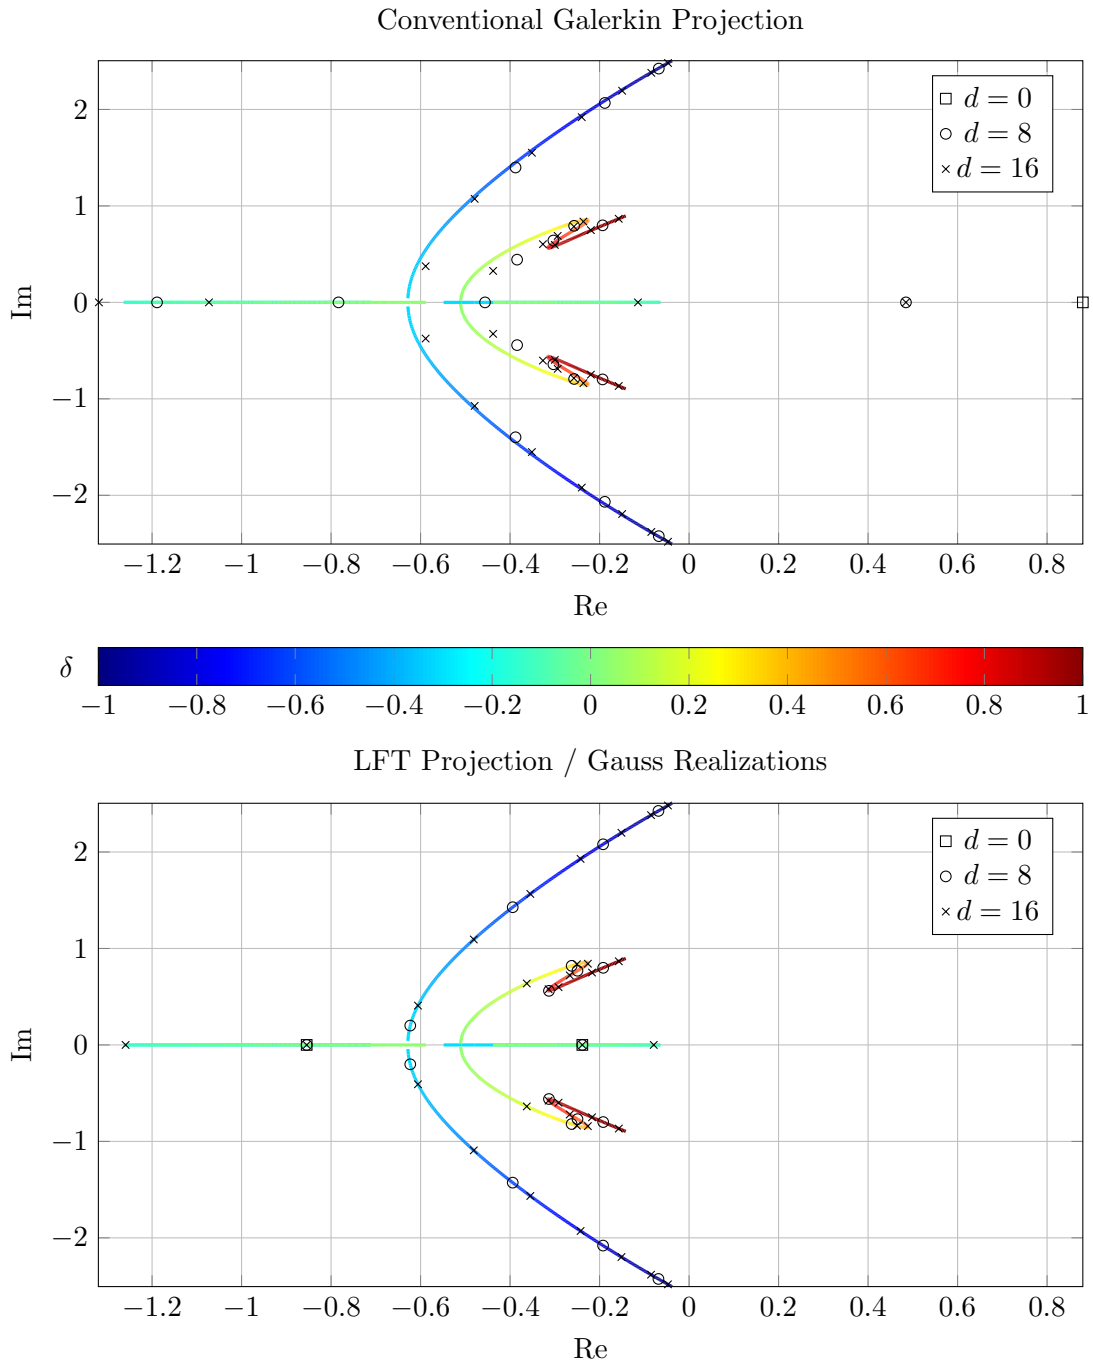 Conventional Galerkin Projection
d = 0
d = 8
d = 16
2
1
0
−1
−2
Im
−1.2 −1 −0.8 −0.6 −0.4 −0.2 0 0.2 0.4 0.6 0.8
Re
δ
−1 −0.8 −0.6 −0.4 −0.2 0 0.2 0.4 0.6 0.8 1
LFT Projection / Gauss Realizations
d = 0
d = 8
d = 16
2
1
0
−1
−2
Im
−1.2 −1 −0.8 −0.6 −0.4 −0.2 0 0.2 0.4 0.6 0.8
Re